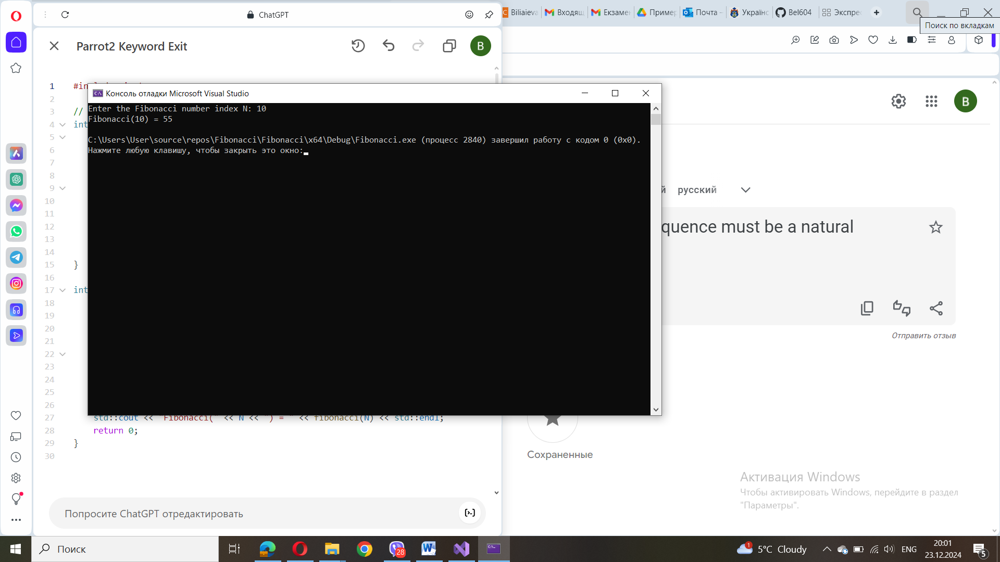 ChatGPT
Biliaieva
Входящ
Екзамен
Пример
Почта -
Українс
Bel604
Экспрес
Поиск по вкладкам
Parrot2 Keyword Exit
B
1
2
3 //
4 int
5
6
7
8
9
10
11
12
13
14
15 }
16
17 int
18
19
20
21
22
23
24
25
26
27 std::cout << "Fibonacci(" << N << ") = " << fibonacci(N) << std::endl;
28 return 0;
29 }
30
Консоль отладки Microsoft Visual Studio
Enter the Fibonacci number index N: 10
Fibonacci(10) = 55
C:\Users\User\source\repos\Fibonacci\Fibonacci\x64\Debug\Fibonacci.exe (процесс 2840) завершил работу с кодом 0 (0x0).
Нажмите любую клавишу, чтобы закрыть это окно:
Попросите ChatGPT отредактировать
B
й русский
quence must be a natural
Отправить отзыв
Сохраненные
Активация Windows
Чтобы активировать Windows, перейдите в раздел
"Параметры".
Поиск
28
1
5°C Cloudy
ENG
20:01
23.12.2024
5